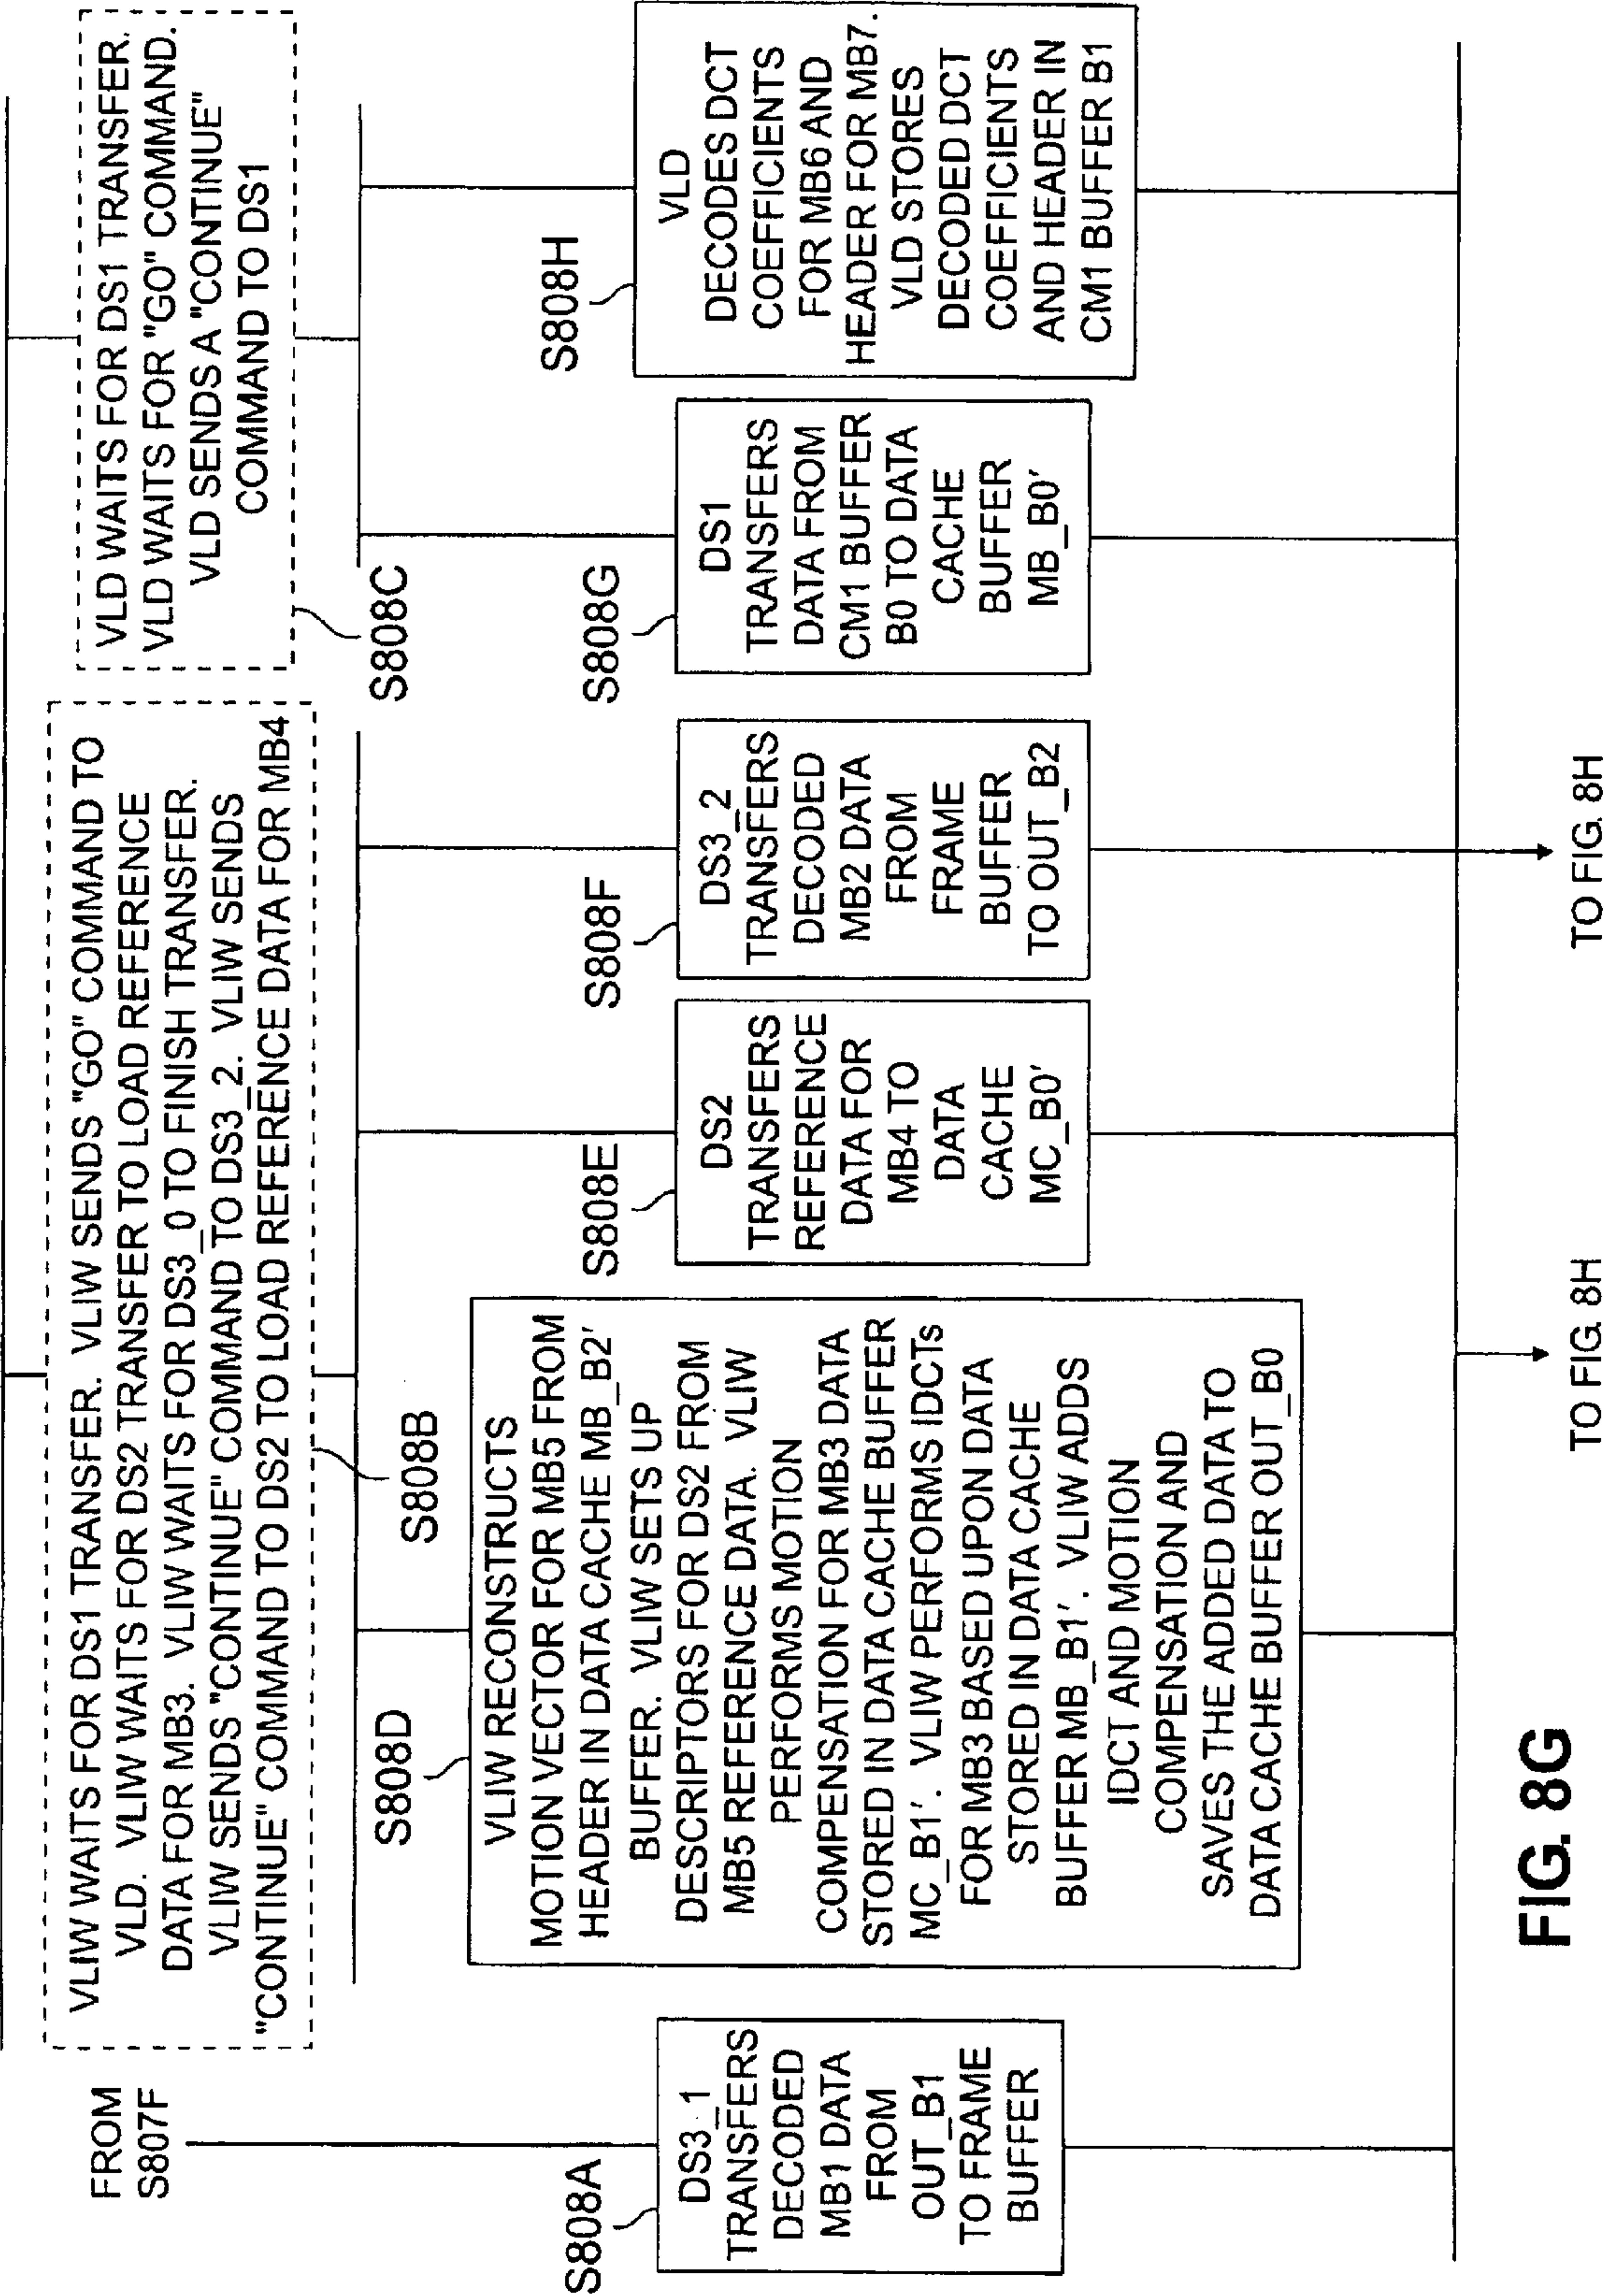 FROM
S807F
VLIW WAITS FOR DS1 TRANSFER. VLIW SENDS "GO" COMMAND TO
VLD. VLIW WAITS FOR DS2 TRANSFER TO LOAD REFERENCE
DATA FOR MB3. VLIW WAITS FOR DS3_0 TO FINISH TRANSFER.
VLIW SENDS "CONTINUE" COMMAND TO DS3_2. VLIW SENDS
"CONTINUE" COMMAND TO DS2 TO LOAD REFERENCE DATA FOR MB4
S808B
VLD WAITS FOR DS1 TRANSFER.
VLD WAITS FOR "GO" COMMAND.
VLD SENDS A "CONTINUE"
COMMAND TO DS1
S808C
S808A
DS3_1
TRANSFERS
DECODED
MB1 DATA
FROM
OUT_B1
TO FRAME
BUFFER
S808D
VLIW RECONSTRUCTS
MOTION VECTOR FOR MB5 FROM
HEADER IN DATA CACHE MB_B2'
BUFFER. VLIW SETS UP
DESCRIPTORS FOR DS2 FROM
MB5 REFERENCE DATA. VLIW
PERFORMS MOTION
COMPENSATION FOR MB3 DATA
STORED IN DATA CACHE BUFFER
MC_B1'. VLIW PERFORMS IDCTs
FOR MB3 BASED UPON DATA
STORED IN DATA CACHE
BUFFER MB_B1'. VLIW ADDS
IDCT AND MOTION
COMPENSATION AND
SAVES THE ADDED DATA TO
DATA CACHE BUFFER OUT_B0
S808E
DS2
TRANSFERS
REFERENCE
DATA FOR
MB4 TO
DATA
CACHE
MC_B0'
S808F
DS3_2
TRANSFERS
DECODED
MB2 DATA
FROM
FRAME
BUFFER
TO OUT_B2
S808G
DS1
TRANSFERS
DATA FROM
CM1 BUFFER
B0 TO DATA
CACHE
BUFFER
MB_B0'
S808H
VLD
DECODES DCT
COEFFICIENTS
FOR MB6 AND
HEADER FOR MB7.
VLD STORES
DECODED DCT
COEFFICIENTS
AND HEADER IN
CM1 BUFFER B1
TO FIG. 8H
TO FIG. 8H
FIG. 8G